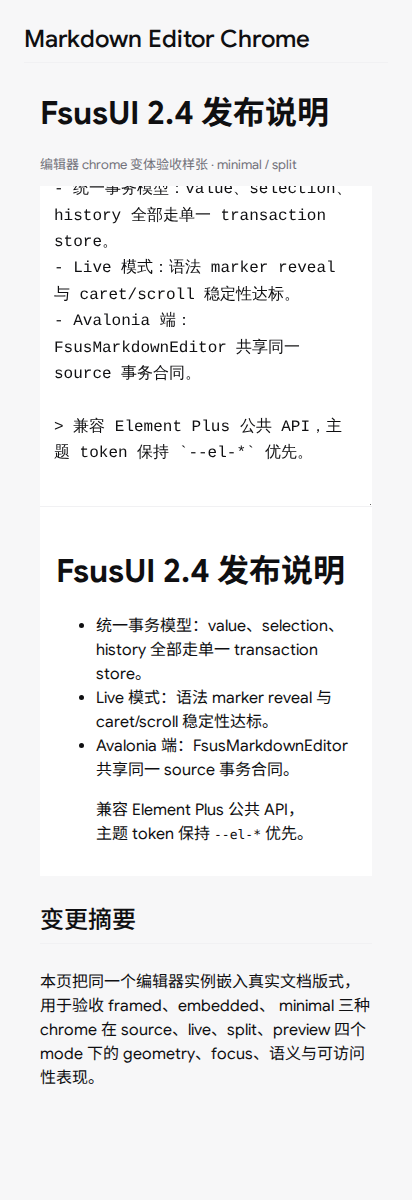 Markdown Editor Chrome
FsusUI 2.4 发布说明
编辑器 chrome 变体验收样张 · minimal / split
- 统一事务模型：value、selection、
history 全部走单一 transaction
store。
- Live 模式：语法 marker reveal
与 caret/scroll 稳定性达标。
- Avalonia 端：
FsusMarkdownEditor 共享同一
source 事务合同。
> 兼容 Element Plus 公共 API，主
题 token 保持 `--el-*` 优先。
FsusUI 2.4 发布说明
• 统一事务模型：value、selection、
history 全部走单一 transaction
store。
• Live 模式：语法 marker reveal 与
caret/scroll 稳定性达标。
• Avalonia 端：FsusMarkdownEditor
共享同一 source 事务合同。
兼容 Element Plus 公共 API，
主题 token 保持 --el-* 优先。
变更摘要
本页把同一个编辑器实例嵌入真实文档版式，
用于验收 framed、embedded、 minimal 三种
chrome 在 source、live、split、preview 四个
mode 下的 geometry、focus、语义与可访问
性表现。